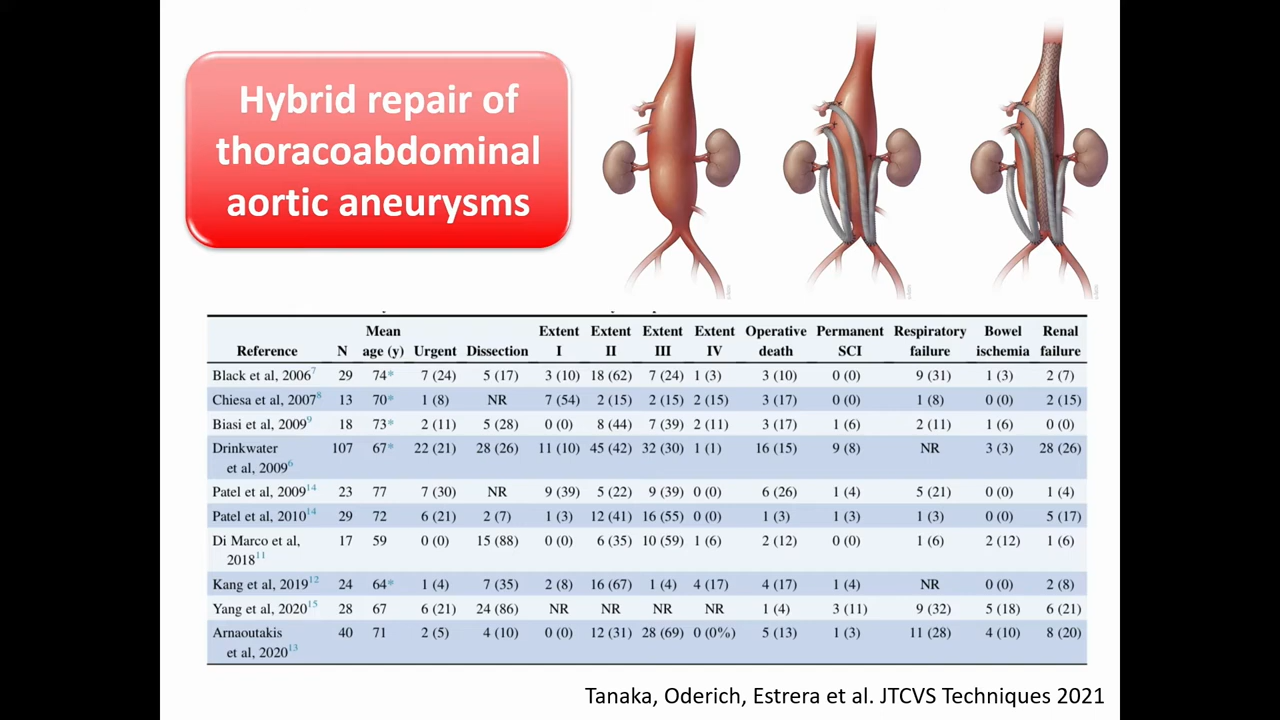 Hybrid repair of
thoracoabdominal
aortic aneurysms
Mean Extent Extent Extent Extent Operative Permanent Respiratory Bowel Renal
Reference N age (y) Urgent Dissection I II III IV death SCI failure ischemia failure
Black et al, 2006⁷ 29 74* 7 (24) 5 (17) 3 (10) 18 (62) 7 (24) 1 (3) 3 (10) 0 (0) 9 (31) 1 (3) 2 (7)
Chiesa et al, 2007⁸ 13 70* 1 (8) NR 7 (54) 2 (15) 2 (15) 2 (15) 3 (17) 0 (0) 1 (8) 0 (0) 2 (15)
Biasi et al, 2009⁹ 18 73* 2 (11) 5 (28) 0 (0) 8 (44) 7 (39) 2 (11) 3 (17) 1 (6) 2 (11) 1 (6) 0 (0)
Drinkwater 107 67* 22 (21) 28 (26) 11 (10) 45 (42) 32 (30) 1 (1) 16 (15) 9 (8) NR 3 (3) 28 (26)
et al, 2009⁶
Patel et al, 2009¹⁴ 23 77 7 (30) NR 9 (39) 5 (22) 9 (39) 0 (0) 6 (26) 1 (4) 5 (21) 0 (0) 1 (4)
Patel et al, 2010¹⁴ 29 72 6 (21) 2 (7) 1 (3) 12 (41) 16 (55) 0 (0) 1 (3) 1 (3) 1 (3) 0 (0) 5 (17)
Di Marco et al, 17 59 0 (0) 15 (88) 0 (0) 6 (35) 10 (59) 1 (6) 2 (12) 0 (0) 1 (6) 2 (12) 1 (6)
2018¹¹
Kang et al, 2019¹² 24 64* 1 (4) 7 (35) 2 (8) 16 (67) 1 (4) 4 (17) 4 (17) 1 (4) NR 0 (0) 2 (8)
Yang et al, 2020¹⁵ 28 67 6 (21) 24 (86) NR NR NR NR 1 (4) 3 (11) 9 (32) 5 (18) 6 (21)
Arnaoutakis 40 71 2 (5) 4 (10) 0 (0) 12 (31) 28 (69) 0 (0%) 5 (13) 1 (3) 11 (28) 4 (10) 8 (20)
et al, 2020¹³
Tanaka, Oderich, Estrera et al. JTCVS Techniques 2021